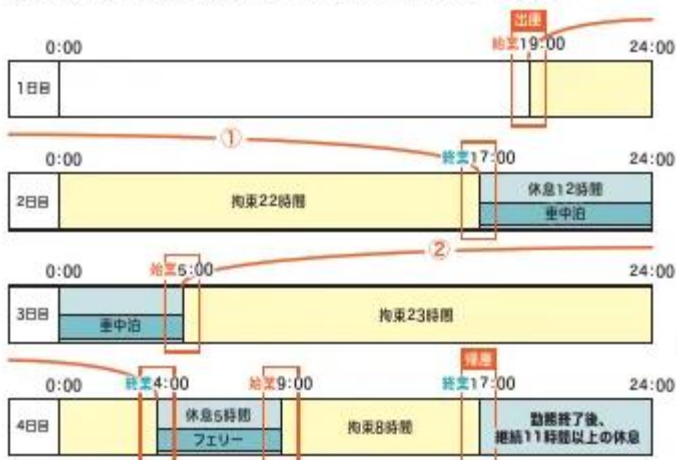 出庫
0:00 始業19:00 24:00
1日目
①
0:00 終業17:00 24:00
2日目 拘束22時間 休息12時間
車中泊
②
0:00 始業5:00 24:00
3日目 車中泊 拘束23時間
帰庫
0:00 終業4:00 始業9:00 終業17:00 24:00
4日目 休息5時間 フェリー 拘束8時間 勤務終了後、
継続11時間以上の休息